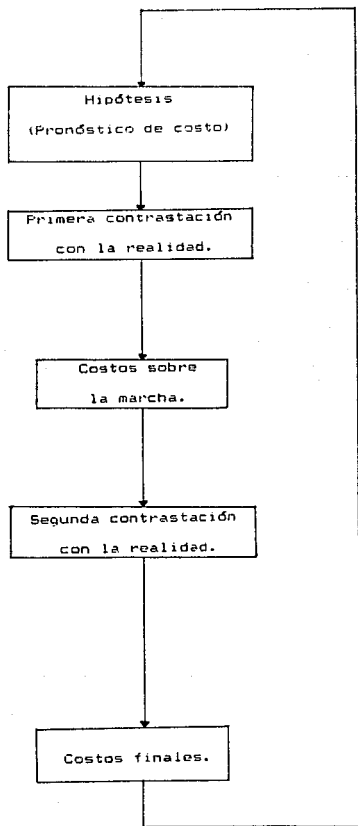 Hipótesis
(Pronóstico de costo)
Primera contrastación
con la realidad.
Costos sobre
la marcha.
Segunda contrastación
con la realidad.
Costos finales.